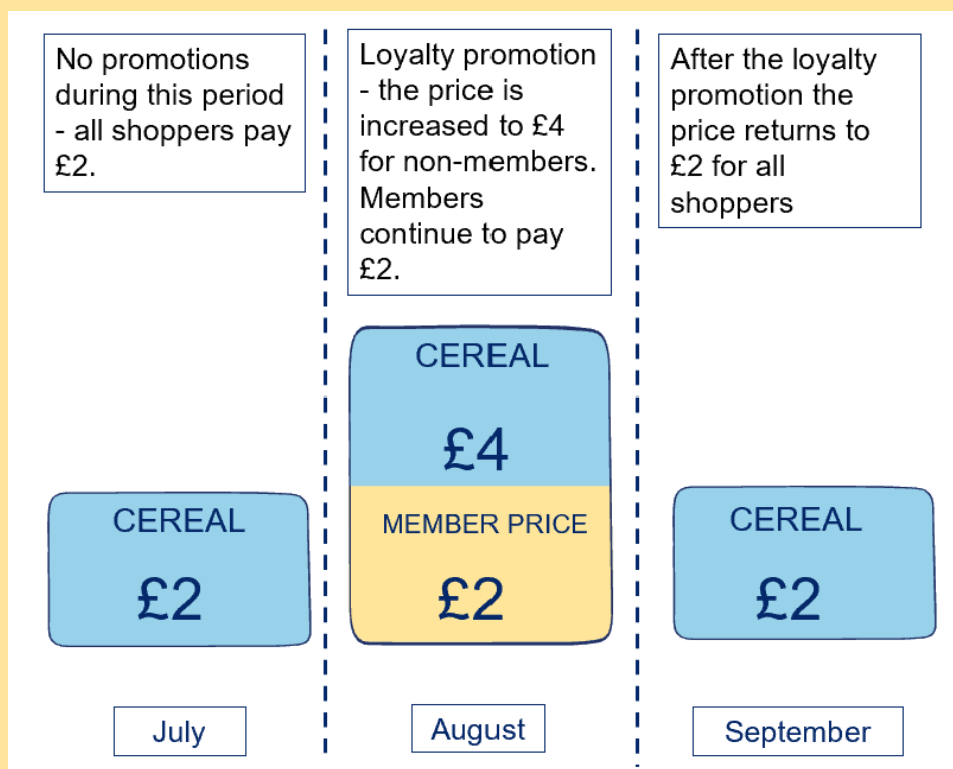 No promotions
during this period
- all shoppers pay
£2.
Loyalty promotion
- the price is
increased to £4
for non-members.
Members
continue to pay
£2.
After the loyalty
promotion the
price returns to
£2 for all
shoppers
CEREAL
£2
CEREAL
£4
MEMBER PRICE
£2
CEREAL
£2
July
August
September